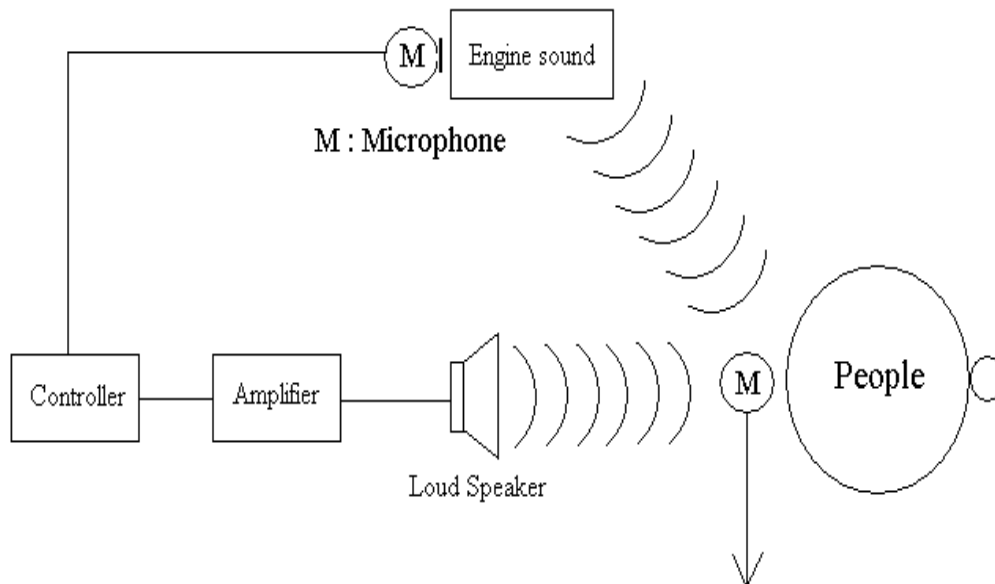 M
Engine sound
M : Microphone
Controller
Amplifier
Loud Speaker
M
People